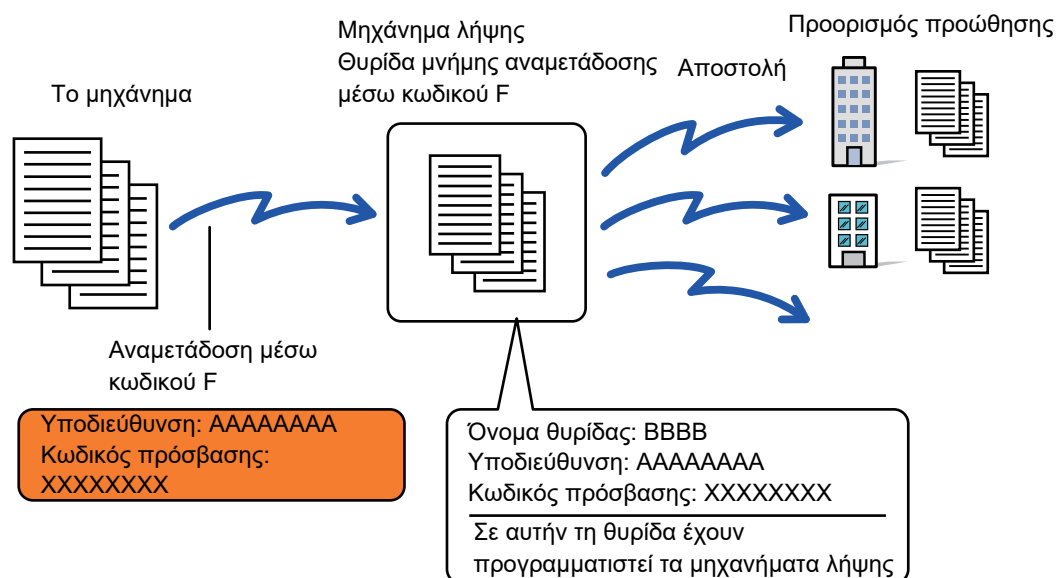 Το μηχάνημα
Μηχάνημα λήψης
Θυρίδα μνήμης αναμετάδοσης
μέσω κωδικού F
Αποστολή
Προορισμός προώθησης
Αναμετάδοση μέσω
κωδικού F
Υποδιεύθυνση: AAAAAAAA
Κωδικός πρόσβασης:
XXXXXXXX
Όνομα θυρίδας: BBBB
Υποδιεύθυνση: AAAAAAAA
Κωδικός πρόσβασης: XXXXXXXX
Σε αυτήν τη θυρίδα έχουν
προγραμματιστεί τα μηχανήματα λήψης